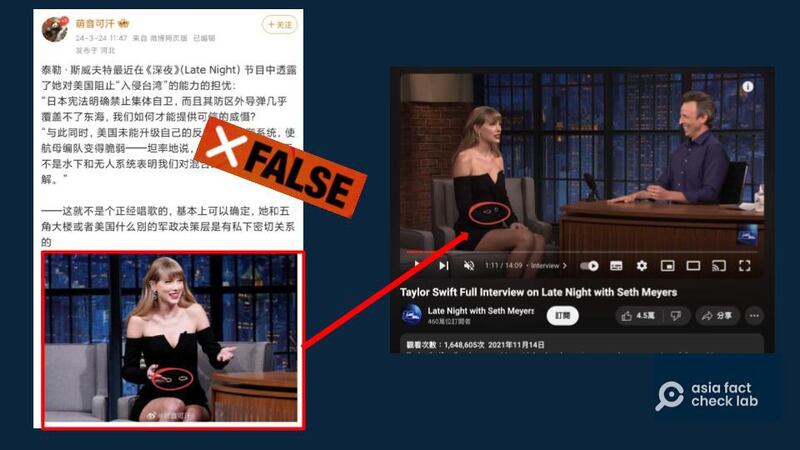 萌音可汗
+关注
24-3-24 11:47 来自 微博网页版 已编辑
发布于 河北
泰勒·斯威夫特最近在《深夜》(Late Night) 节目中透露
了她对美国阻止“入侵台湾”的能力的担忧：
“日本宪法明确禁止集体自卫，而且其防区外导弹几乎
覆盖不了东海，我们如何才能提供可信的威慑？
“与此同时，美国未能升级自己的反 系统，使
航母编队变得脆弱——坦率地说，
不是水下和无人系统表明我们对混合
解。”
——这就不是个正经唱歌的，基本上可以确定，她和五
角大楼或者美国什么别的军政决策层是有私下密切关系
的
FALSE
1:11 / 14:09 • Interview
Taylor Swift Full Interview on Late Night with Seth Meyers
Late Night with Seth Meyers
460萬位訂閱者
訂閱
4.5萬
分享
觀看次數：1,648,605次 2021年11月14日
asia fact
check lab